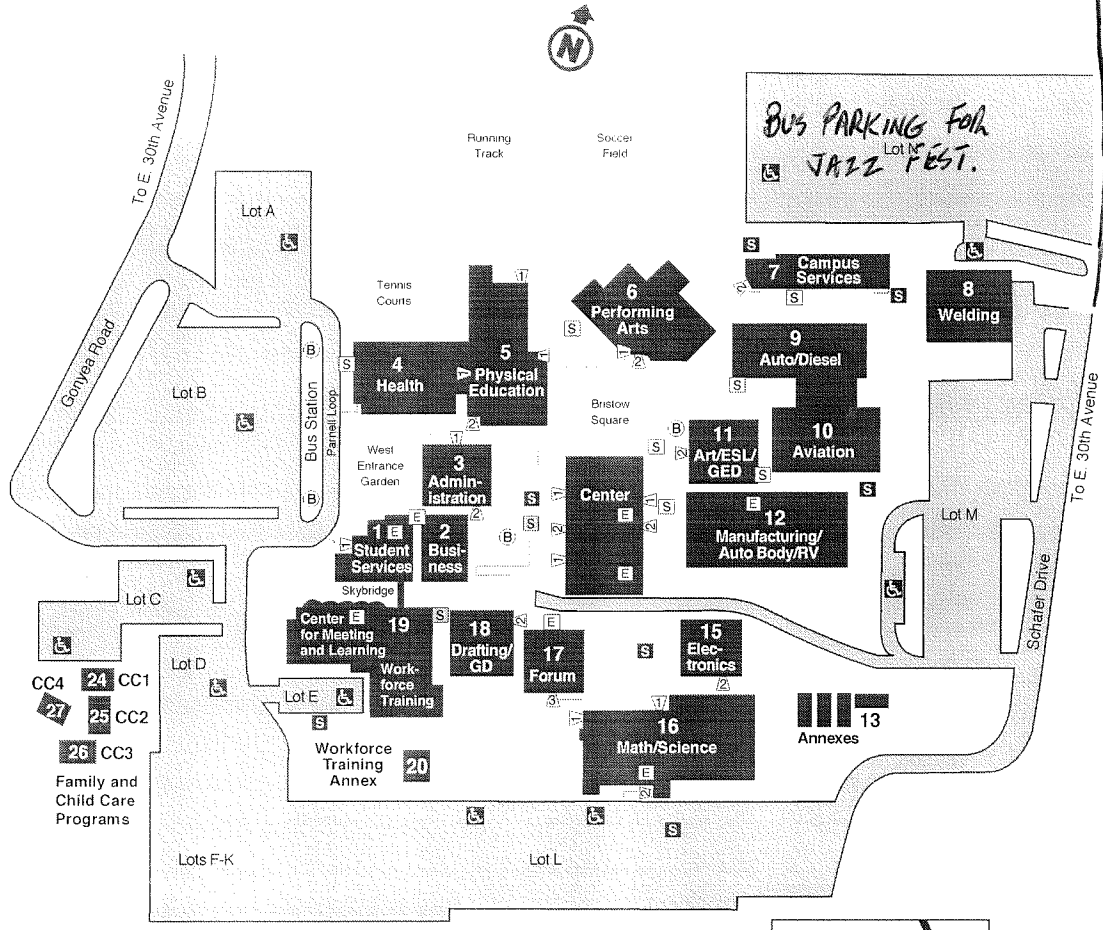 N
BUS PARKING FOR
JAZZ FEST.
Lot N
Running
Track
Soccer
Field
To E. 30th Avenue
Lot A
Tennis
Courts
6
Performing
Arts
7
Campus
Services
8
Welding
9
Auto/Diesel
4
Health
5
Physical
Education
Gonyea Road
Lot B
Bus Station
Parnell Loop
B
B
Bristow
Square
11
Art/ESL/
GED
10
Aviation
To E. 30th Avenue
West
Entrance
Garden
3
Admin-
istration
Center
E
E
12
Manufacturing/
Auto Body/RV
E
Lot M
1
Student
Services
E
2
Busi-
ness
Skybridge
Lot C
Center
for Meeting
and Learning
E
19
Work-
force
Training
18
Drafting/
GD
17
Forum
15
Elec-
tronics
Schafer Drive
Lot D
Lot E
CC4
27
24
CC1
25
CC2
26
CC3
Family and
Child Care
Programs
Workforce
Training
Annex
20
16
Math/Science
E
13
Annexes
Lots F-K
Lot L
S